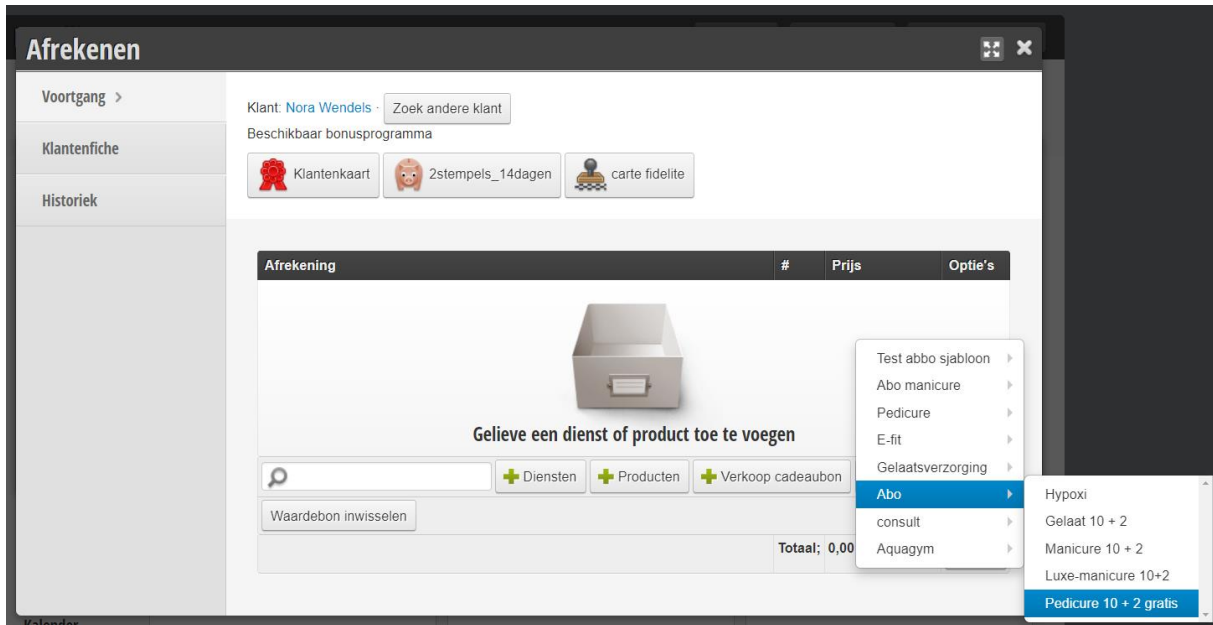 Afrekenen
Voortgang >
Klantenfiche
Historiek
Klant: Nora Wendels · Zoek andere klant
Beschikbaar bonusprogramma
Klantenkaart 2stempels_14dagen carte fidelite
Afrekening # Prijs Optie's
Gelieve een dienst of product toe te voegen
Diensten Producten Verkoop cadeaubon
Waardebon inwisselen
Totaal; 0,00
Test abbo sjabloon
Abo manicure
Pedicure
E-fit
Gelaatsverzorging
Abo
consult
Aquagym
Hypoxi
Gelaat 10 + 2
Manicure 10 + 2
Luxe-manicure 10+2
Pedicure 10 + 2 gratis
Kalender